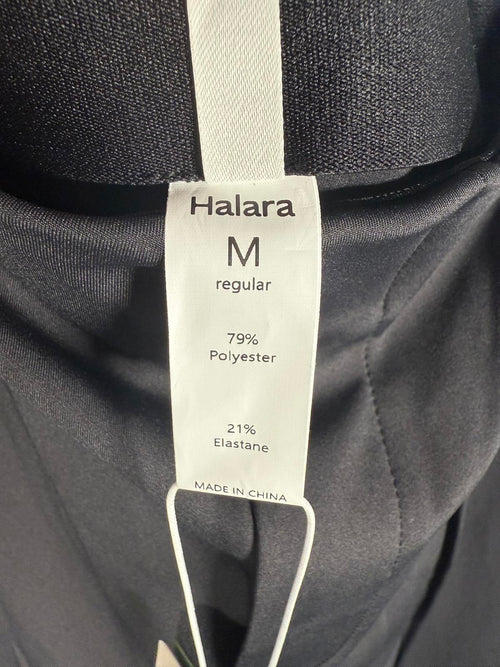 Halara
M
regular
79%
Polyester
21%
Elastane
MADE IN CHINA